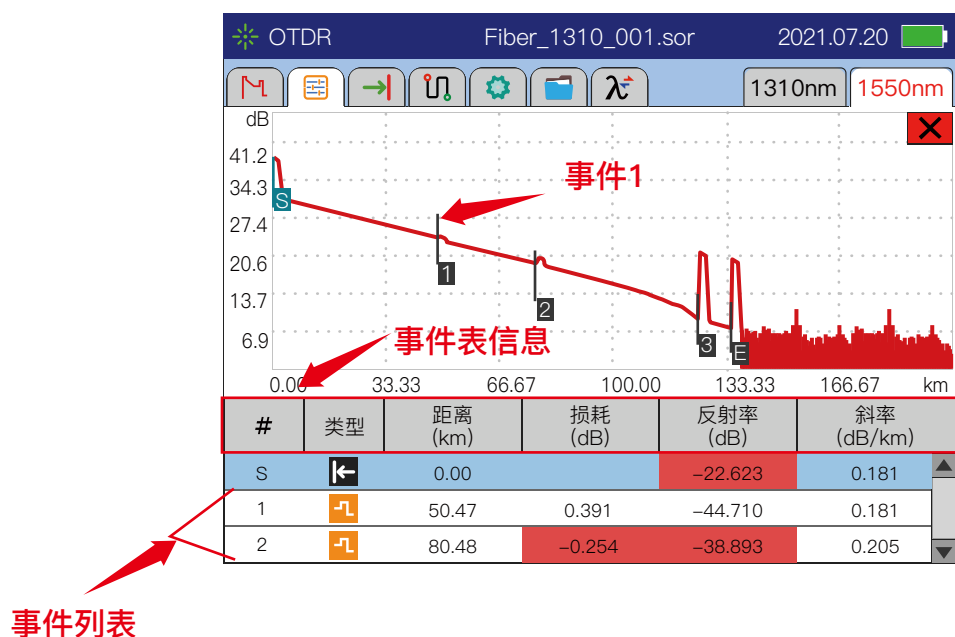 OTDR Fiber_1310_001.sor 2021.07.20
λ 1310nm 1550nm
dB
41.2
34.3
27.4
20.6
13.7
6.9
S
事件1
1
2
3
E
事件表信息
0.00 33.33 66.67 100.00 133.33 166.67 km
# 类型 距离 (km) 损耗 (dB) 反射率 (dB) 斜率 (dB/km)
S 0.00 −22.623 0.181
1 50.47 0.391 −44.710 0.181
2 80.48 −0.254 −38.893 0.205
事件列表